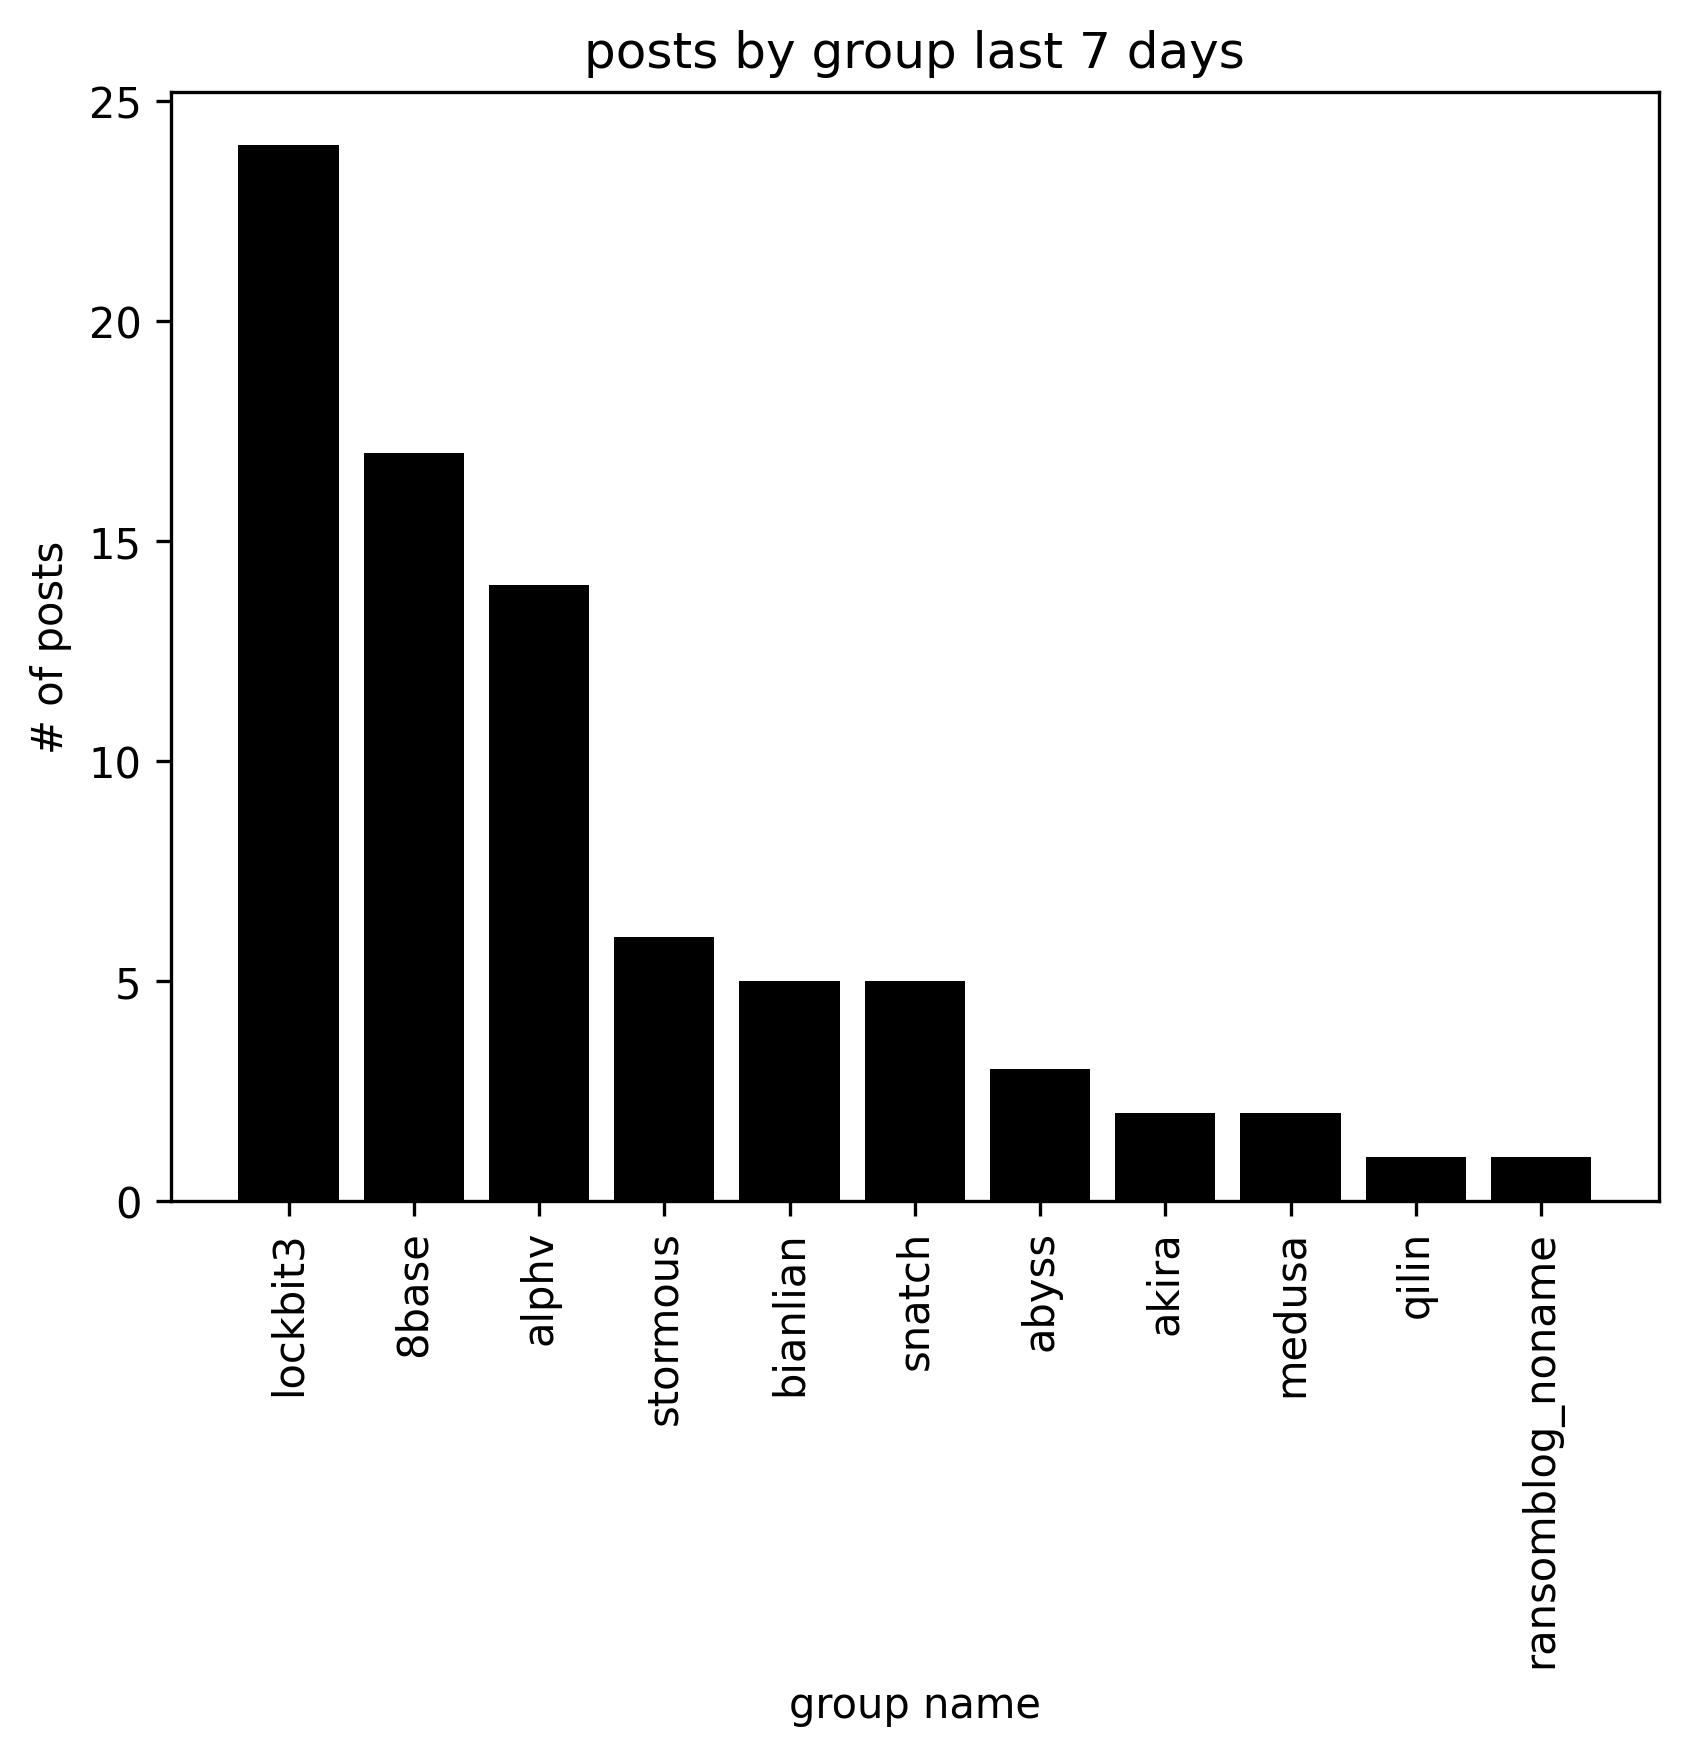 posts by group last 7 days
25
20
15
10
5
0
# of posts
lockbit3
8base
alphv
stormous
bianlian
snatch
abyss
akira
medusa
qilin
ransomblog_noname
group name